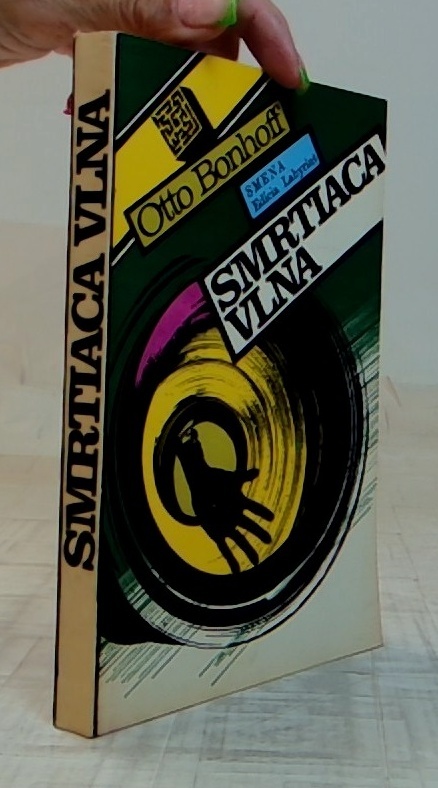 SMRTIACA VLNA
Otto Bonhoff
SMENA
Edícia Labyrint
SMRTIACA
VLNA